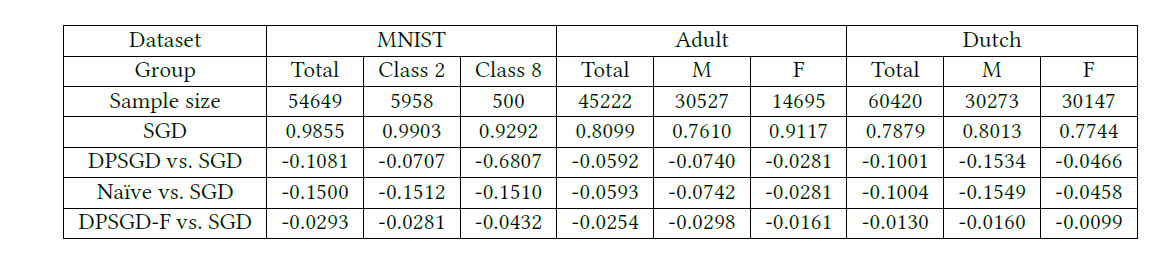 Dataset MNIST Adult Dutch
Group Total Class 2 Class 8 Total M F Total M F
Sample size 54649 5958 500 45222 30527 14695 60420 30273 30147
SGD 0.9855 0.9903 0.9292 0.8099 0.7610 0.9117 0.7879 0.8013 0.7744
DPSGD vs. SGD -0.1081 -0.0707 -0.6807 -0.0592 -0.0740 -0.0281 -0.1001 -0.1534 -0.0466
Naïve vs. SGD -0.1500 -0.1512 -0.1510 -0.0593 -0.0742 -0.0281 -0.1004 -0.1549 -0.0458
DPSGD-F vs. SGD -0.0293 -0.0281 -0.0432 -0.0254 -0.0298 -0.0161 -0.0130 -0.0160 -0.0099